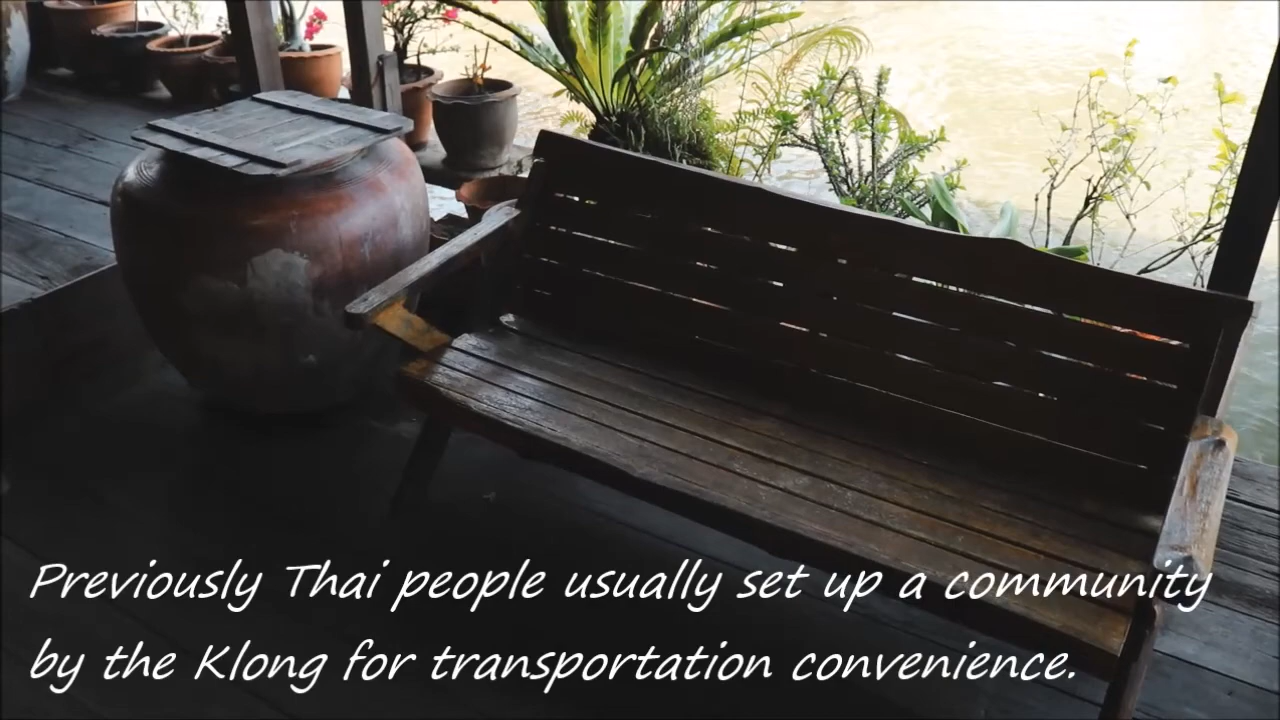 Previously Thai people usually set up a community
by the Klong for transportation convenience.